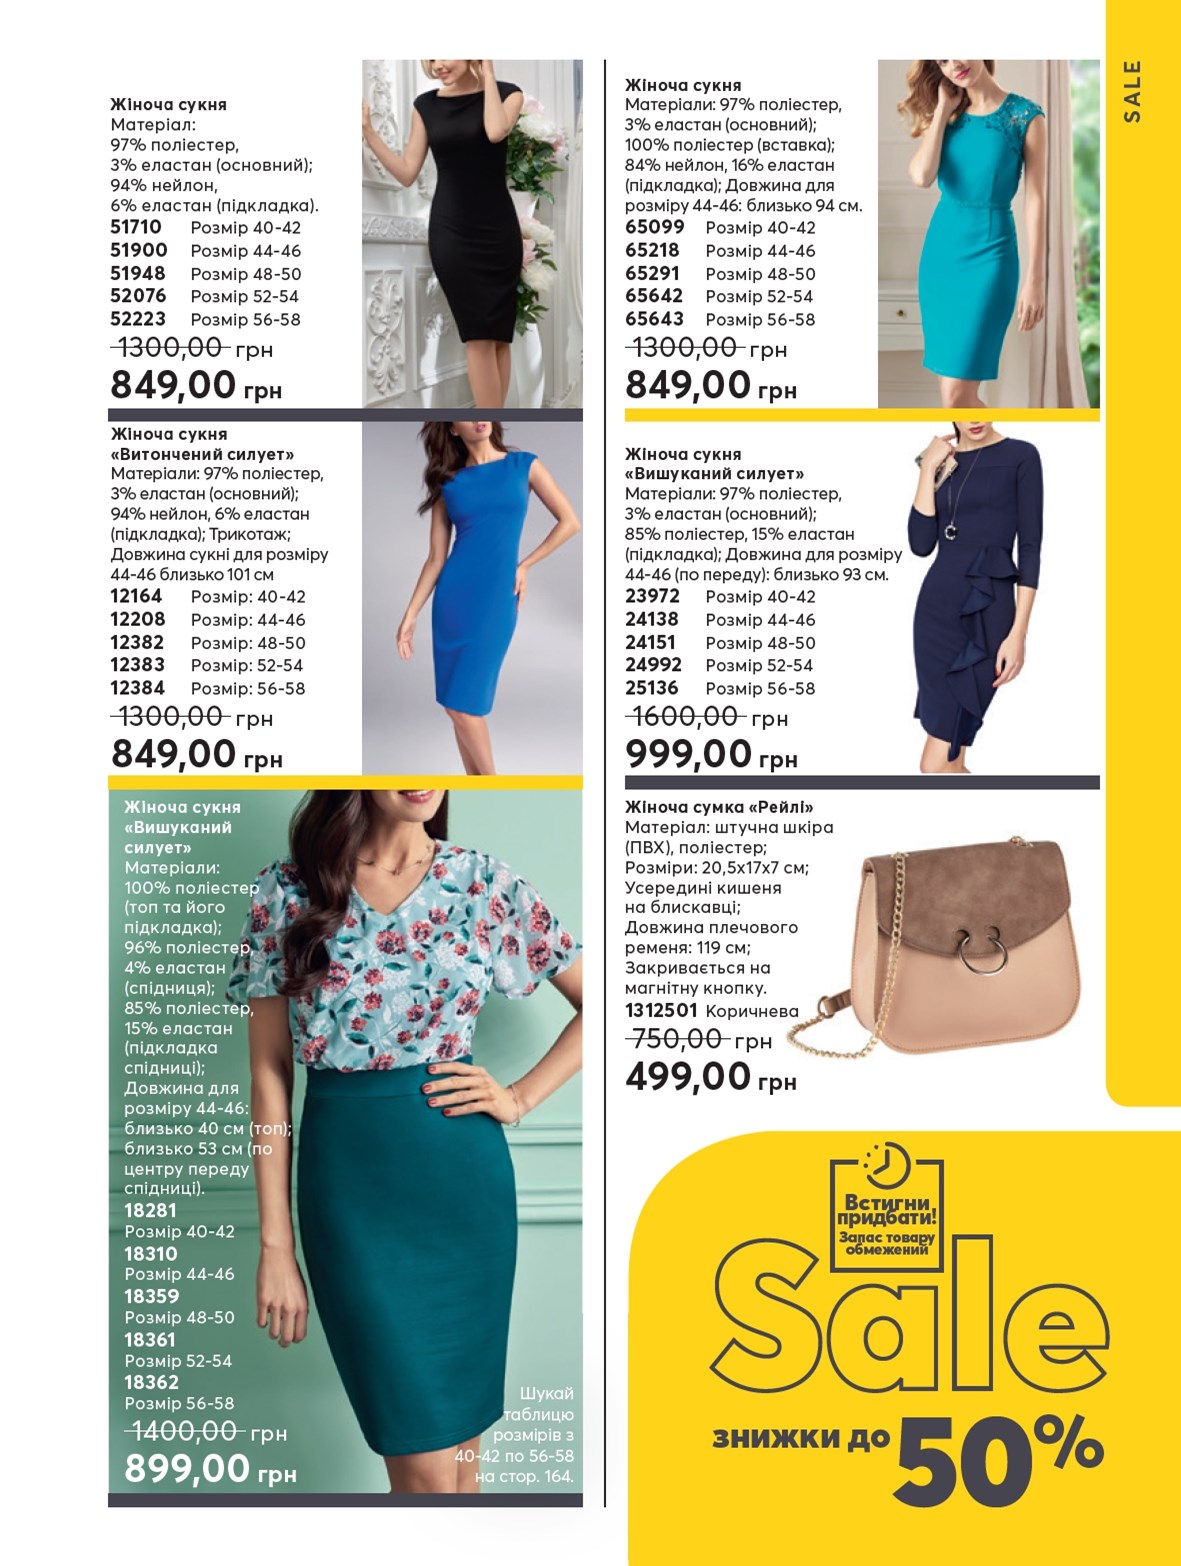 SALE
Жіноча сукня
Матеріал:
97% поліестер,
3% еластан (основний);
94% нейлон,
6% еластан (підкладка).
51710 Розмір 40-42
51900 Розмір 44-46
51948 Розмір 48-50
52076 Розмір 52-54
52223 Розмір 56-58
1300,00 грн
849,00 грн
Жіноча сукня
«Витончений силует»
Матеріали: 97% поліестер,
3% еластан (основний);
94% нейлон, 6% еластан
(підкладка); Трикотаж;
Довжина сукні для розміру
44-46 близько 101 см
12164 Розмір: 40-42
12208 Розмір: 44-46
12382 Розмір: 48-50
12383 Розмір: 52-54
12384 Розмір: 56-58
1300,00 грн
849,00 грн
Жіноча сукня
«Вишуканий
силует»
Матеріали:
100% поліестер
(топ та його
підкладка);
96% поліестер,
4% еластан
(спідниця);
85% поліестер,
15% еластан
(підкладка
спідниці);
Довжина для
розміру 44-46:
близько 40 см (топ);
близько 53 см (по
центру переду
спідниці).
18281
Розмір 40-42
18310
Розмір 44-46
18359
Розмір 48-50
18361
Розмір 52-54
18362
Розмір 56-58
1400,00 грн
899,00 грн
Шукай
таблицю
розмірів з
40-42 по 56-58
на стор. 164.
Жіноча сукня
Матеріали: 97% поліестер,
3% еластан (основний);
100% поліестер (вставка);
84% нейлон, 16% еластан
(підкладка); Довжина для
розміру 44-46: близько 94 см.
65099 Розмір 40-42
65218 Розмір 44-46
65291 Розмір 48-50
65642 Розмір 52-54
65643 Розмір 56-58
1300,00 грн
849,00 грн
Жіноча сукня
«Вишуканий силует»
Матеріали: 97% поліестер,
3% еластан (основний);
85% поліестер, 15% еластан
(підкладка); Довжина для розміру
44-46 (по переду): близько 93 см.
23972 Розмір 40-42
24138 Розмір 44-46
24151 Розмір 48-50
24992 Розмір 52-54
25136 Розмір 56-58
1600,00 грн
999,00 грн
Жіноча сумка «Рейлі»
Матеріал: штучна шкіра
(ПВХ), поліестер;
Розміри: 20,5х17х7 см;
Усередині кишеня
на блискавці;
Довжина плечового
ременя: 119 см;
Закривається на
магнітну кнопку.
1312501 Коричнева
750,00 грн
499,00 грн
Встигни
придбати!
Запас товару
обмежений
Sale
знижки до 50%